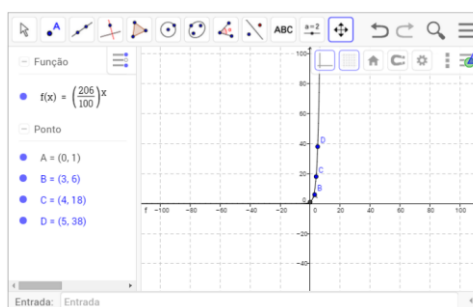 ABC
a=2
Função
f(x) = (206/100)^x
Ponto
A = (0, 1)
B = (3, 6)
C = (4, 18)
D = (5, 38)
100
80
60
40
20
0
−20
−40
f
−100
−80
−60
−40
−20
0
20
40
60
80
100
D
C
B
Entrada: Entrada